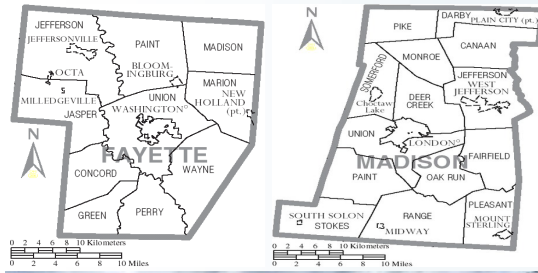 JEFFERSON
JEFFERSONVILLE
PAINT
MADISON
OCTA
BLOOM-
INGBURG
MARION
MILLEDGEVILLE
UNION
NEW
HOLLAND
(pt.)
JASPER
WASHINGTON
N
FAYETTE
CONCORD
WAYNE
GREEN
PERRY
0 2 4 6 8 10 Kilometers
0 2 4 6 8 10 Miles
N
DARBY
PLAIN CITY (pt.)
PIKE
CANAAN
MONROE
SOMERFORD
JEFFERSON
WEST
JEFFERSON
Choctaw
Lake
DEER
CREEK
UNION
LONDON
FAIRFIELD
MADISON
PAINT
OAK RUN
PLEASANT
SOUTH SOLON
STOKES
RANGE
MIDWAY
MOUNT
STERLING
0 2 4 6 8 10 Kilometers
0 2 4 6 8 10 Miles